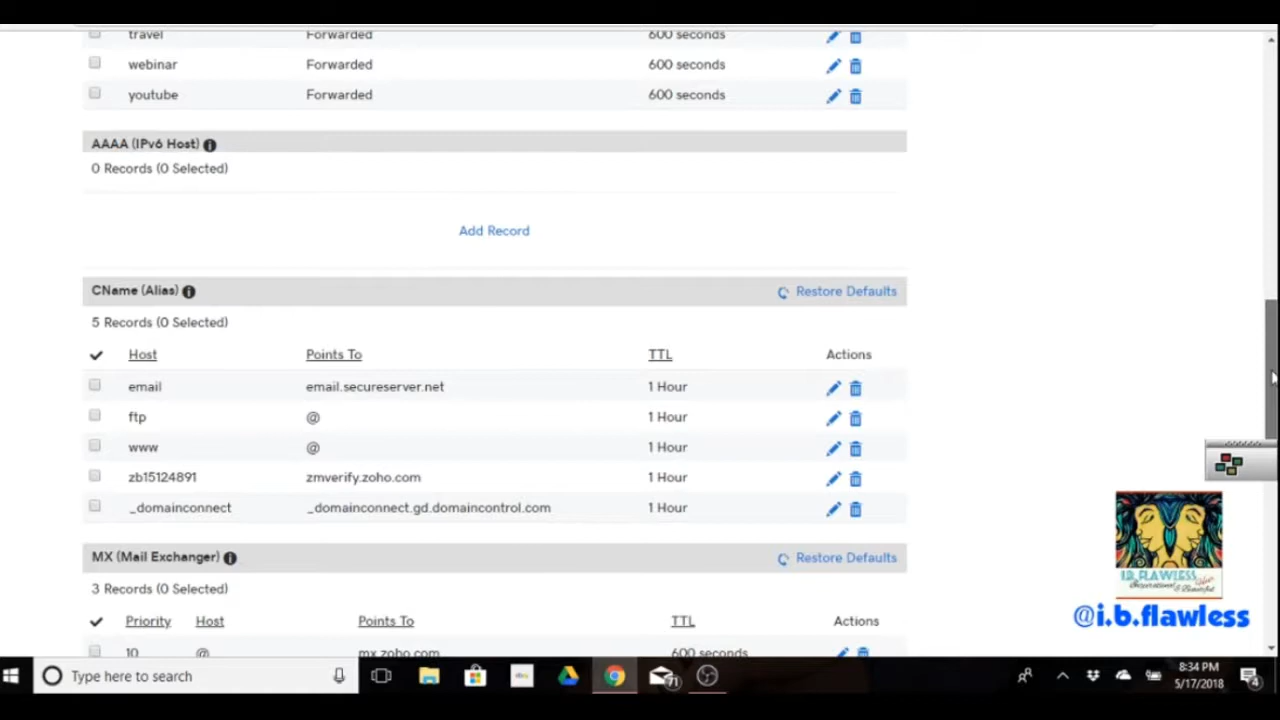 travel Forwarded 600 seconds
webinar Forwarded 600 seconds
youtube Forwarded 600 seconds
AAAA (IPv6 Host)
0 Records (0 Selected)
Add Record
CName (Alias) Restore Defaults
5 Records (0 Selected)
Host Points To TTL Actions
email email.secureserver.net 1 Hour
ftp @ 1 Hour
www @ 1 Hour
zb15124891 zmverify.zoho.com 1 Hour
_domainconnect _domainconnect.gd.domaincontrol.com 1 Hour
MX (Mail Exchanger) Restore Defaults
3 Records (0 Selected)
Priority Host Points To TTL Actions
10 @ mx.zoho.com 600 seconds
I.B. FLAWLESS
@i.b.flawless
Type here to search
71
8:34 PM
5/17/2018
4